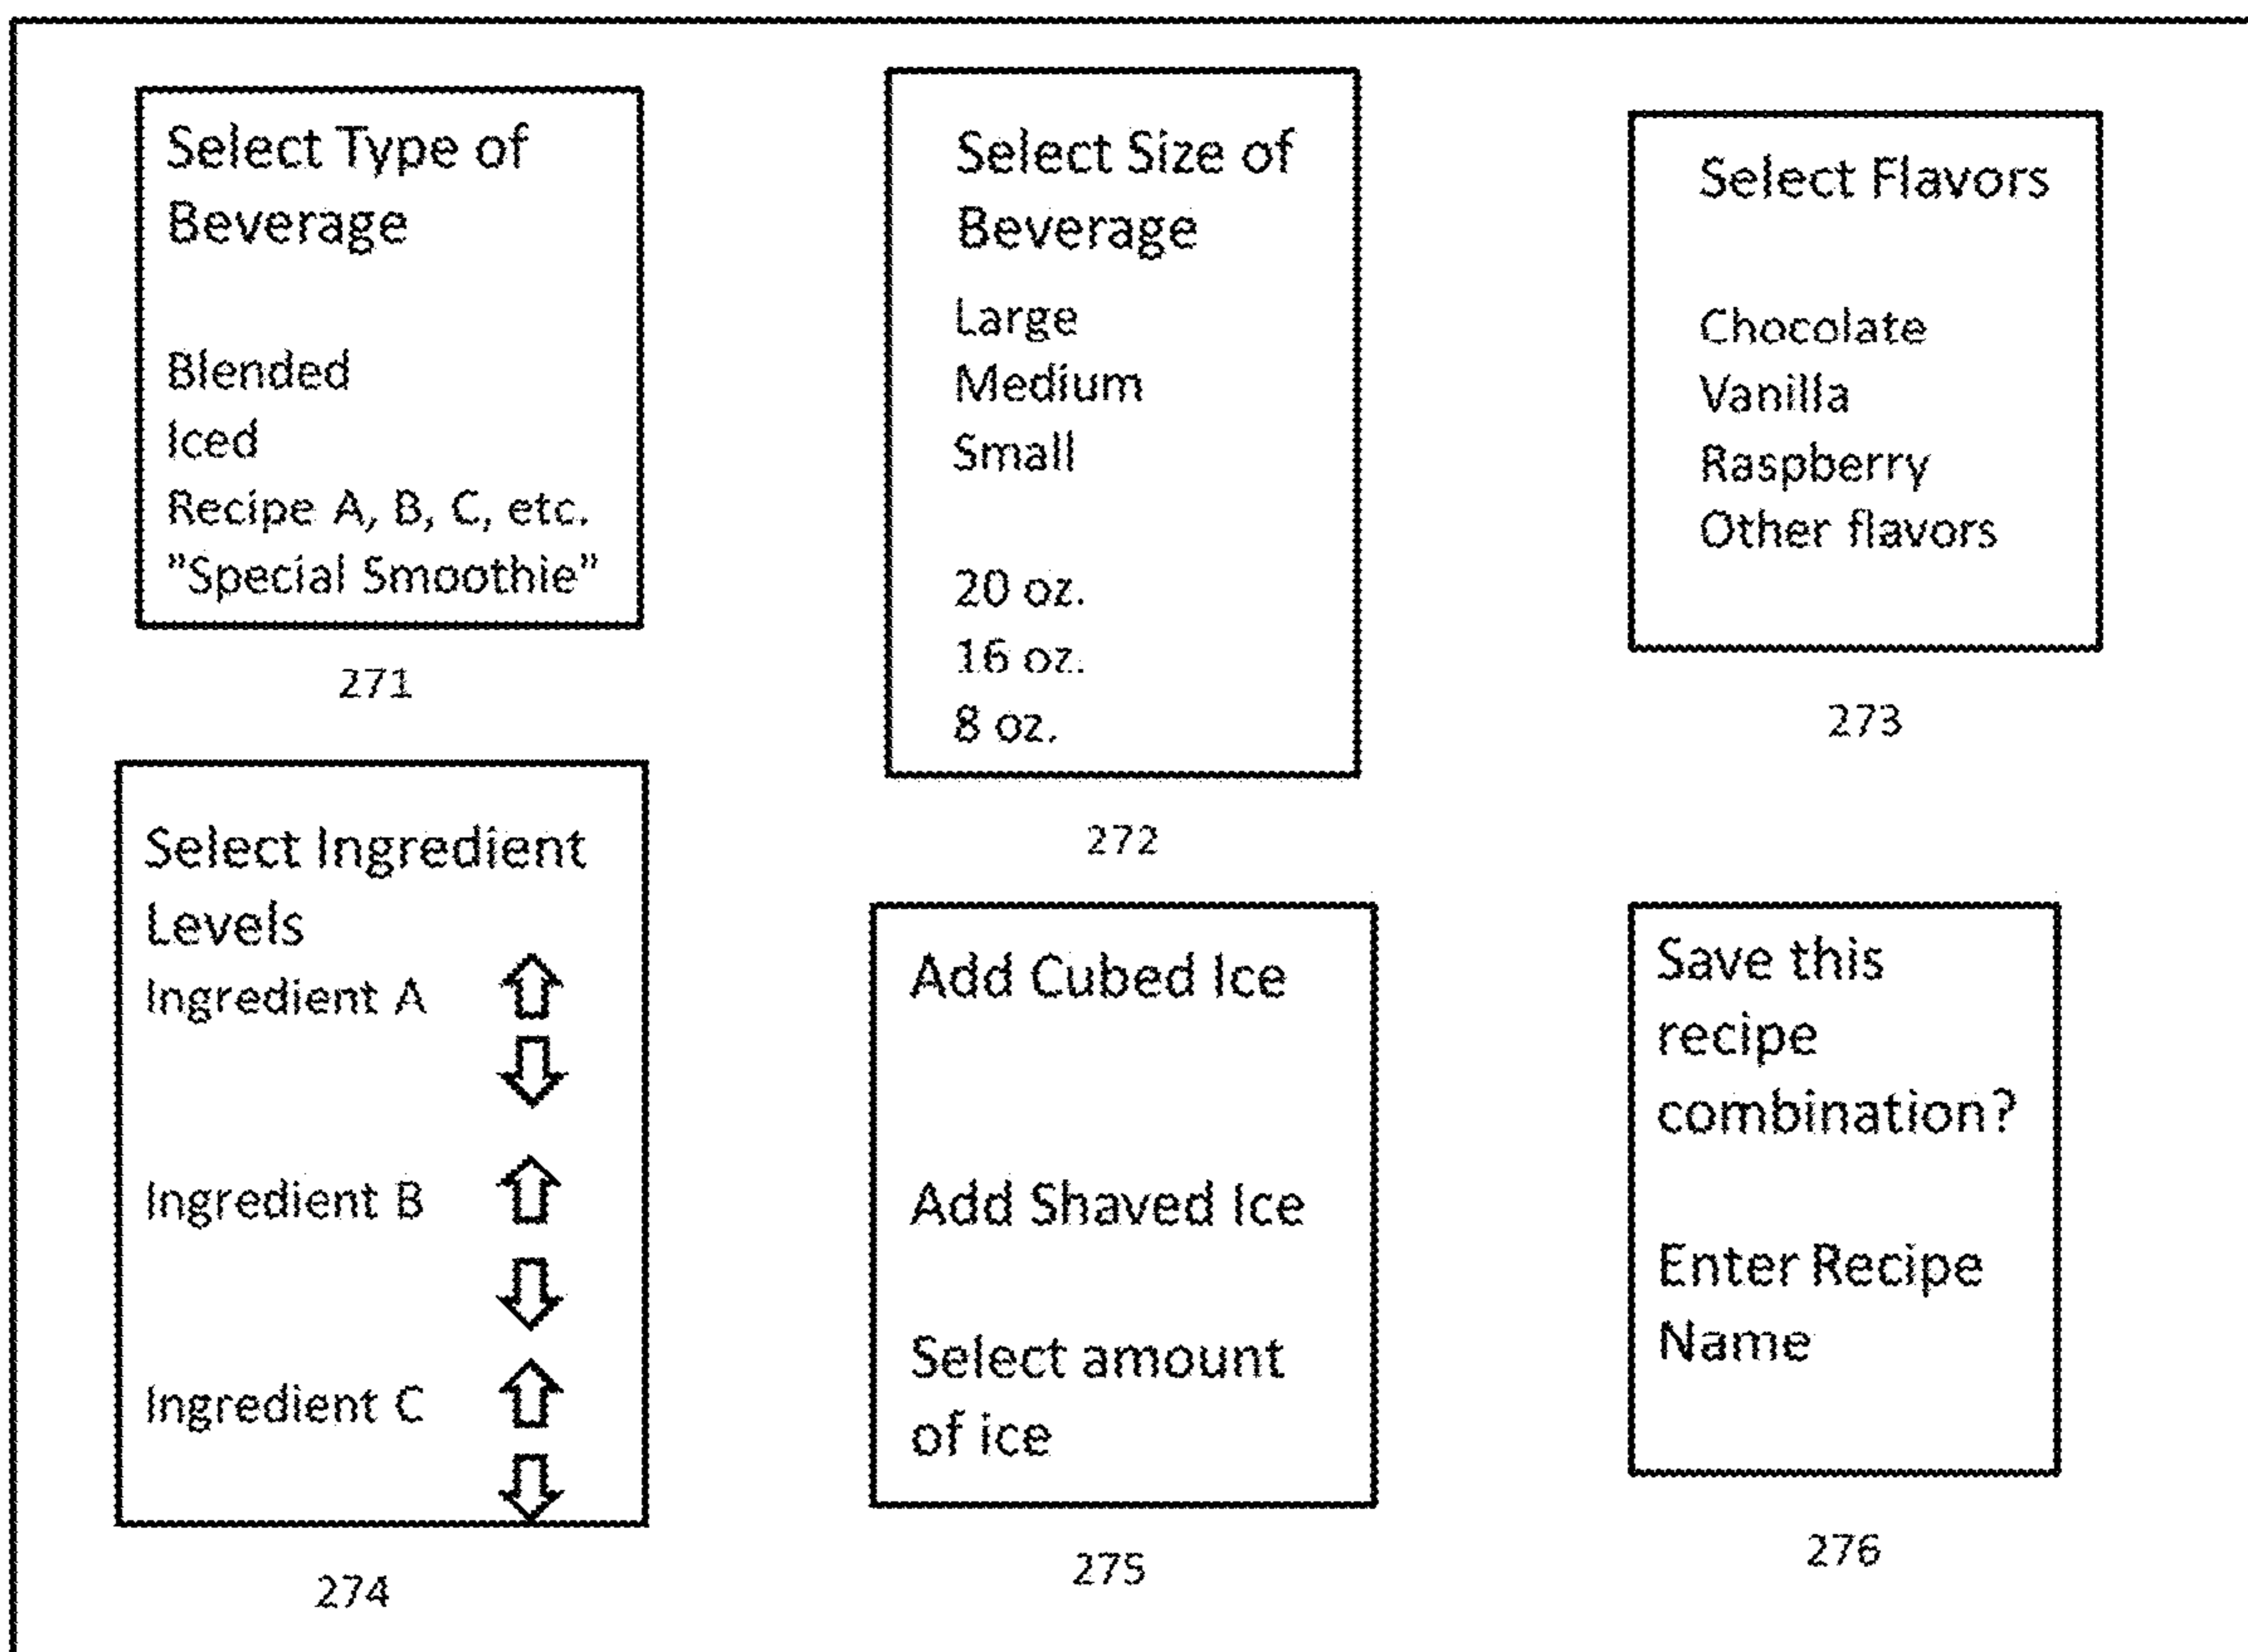 Select Type of
Beverage
Blended
Iced
Recipe A, B, C, etc.
"Special Smoothie"
271
Select Size of
Beverage
Large
Medium
Small
20 oz.
16 oz.
8 oz.
272
Select Flavors
Chocolate
Vanilla
Raspberry
Other flavors
273
Select Ingredient
Levels
Ingredient A
Ingredient B
Ingredient C
274
Add Cubed Ice
Add Shaved Ice
Select amount
of ice
275
Save this
recipe
combination?
Enter Recipe
Name
276